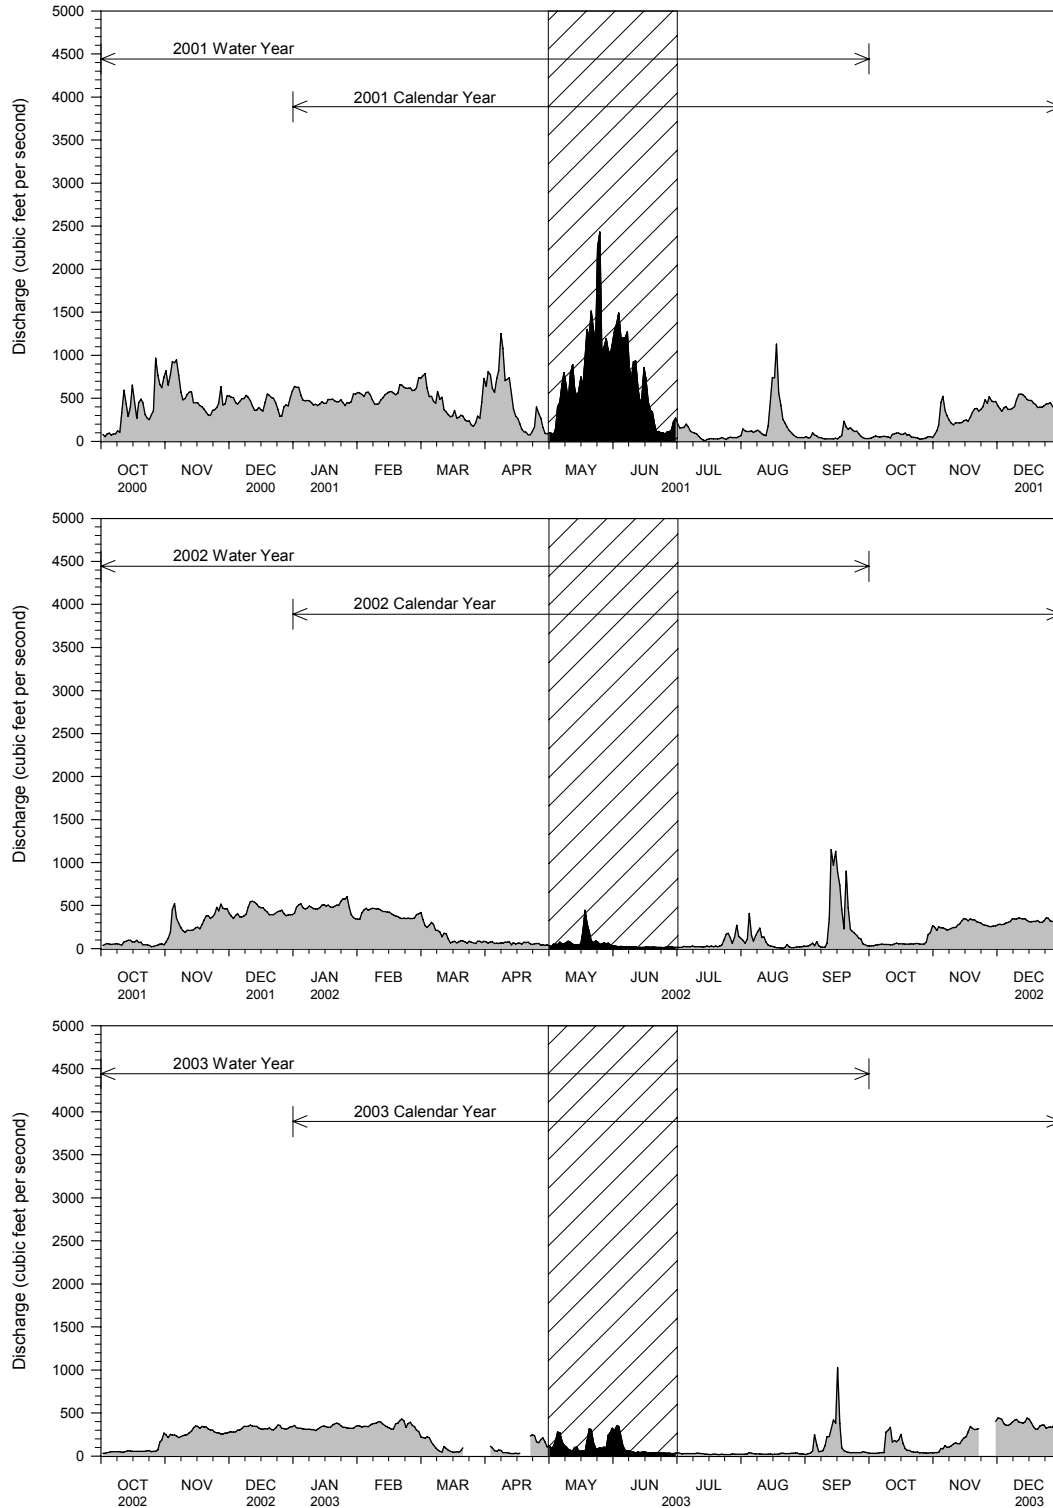 5000
4500
4000
3500
3000
2500
2000
1500
1000
500
0
Discharge (cubic feet per second)
2001 Water Year
2001 Calendar Year
OCT NOV DEC JAN FEB MAR APR MAY JUN JUL AUG SEP OCT NOV DEC
2000 2000 2001 2001 2001
5000
4500
4000
3500
3000
2500
2000
1500
1000
500
0
Discharge (cubic feet per second)
2002 Water Year
2002 Calendar Year
OCT NOV DEC JAN FEB MAR APR MAY JUN JUL AUG SEP OCT NOV DEC
2001 2001 2002 2002 2002
5000
4500
4000
3500
3000
2500
2000
1500
1000
500
0
Discharge (cubic feet per second)
2003 Water Year
2003 Calendar Year
OCT NOV DEC JAN FEB MAR APR MAY JUN JUL AUG SEP OCT NOV DEC
2002 2002 2003 2003 2003